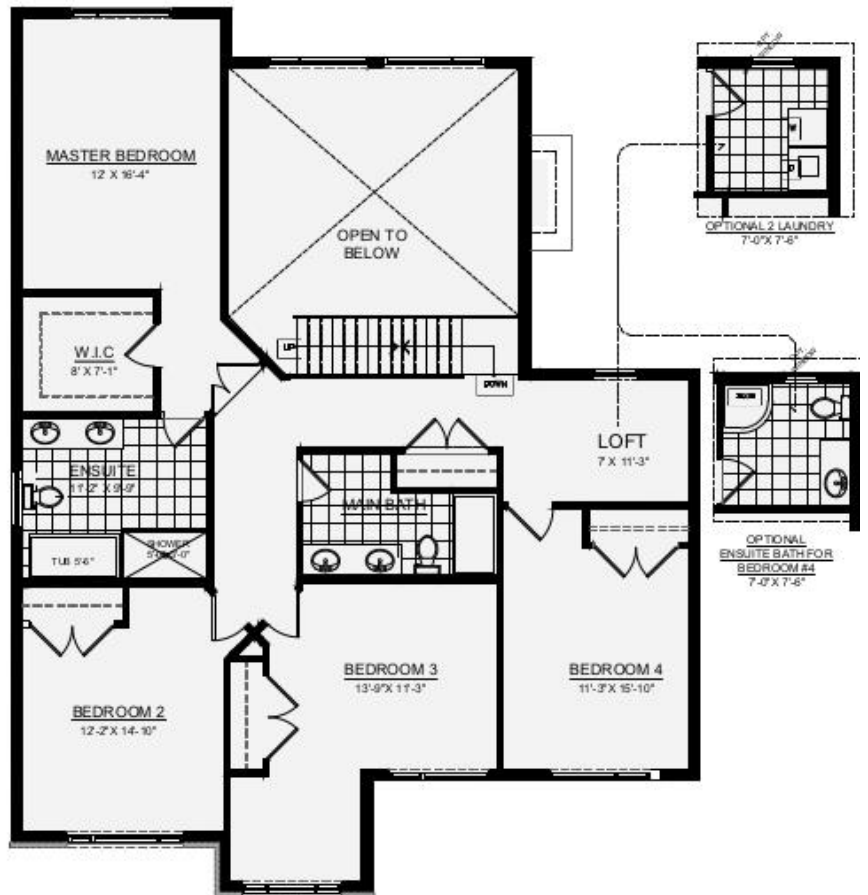 MASTER BEDROOM
12' X 16'-4"
OPEN TO
BELOW
OPTIONAL 2 LAUNDRY
7'-0"X 7'-6"
W.I.C
8' X 7'-1"
UP
DOWN
LOFT
7' X 11'-3"
ENSUITE
11'-2" X 9'-9"
MAIN BATH
SHOWER
TUB 5'-6"
OPTIONAL
ENSUITE BATH FOR
BEDROOM #4
7'-0"X 7'-6"
BEDROOM 2
12'-2"X 14'-10"
BEDROOM 3
13'-9"X 11'-3"
BEDROOM 4
11'-3"X 15'-10"